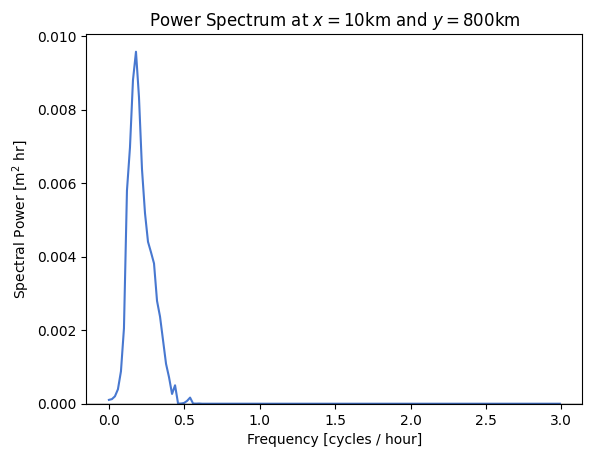 Power Spectrum at x = 10km and y = 800km
0.010
0.008
0.006
0.004
0.002
0.000
Spectral Power [m² hr]
0.0 0.5 1.0 1.5 2.0 2.5 3.0
Frequency [cycles / hour]